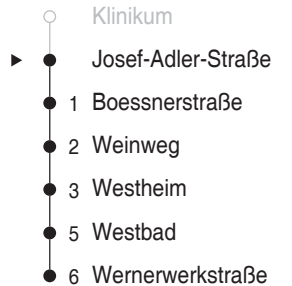 Klinikum
Josef-Adler-Straße
1 Boessnerstraße
2 Weinweg
3 Westheim
5 Westbad
6 Wernerwerkstraße